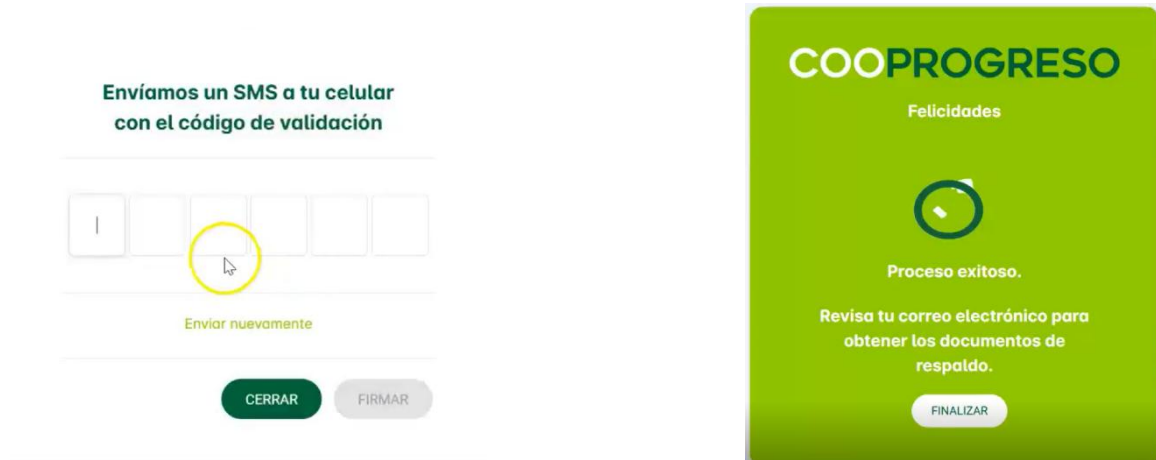 Envíamos un SMS a tu celular
con el código de validación
Enviar nuevamente
CERRAR
FIRMAR
COOPROGRESO
Felicidades
Proceso exitoso.
Revisa tu correo electrónico para
obtener los documentos de
respaldo.
FINALIZAR